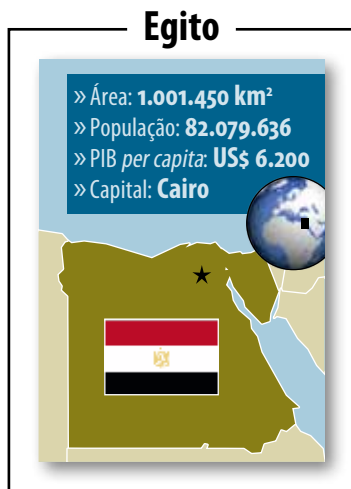 Egito
» Área: 1.001.450 km²
» População: 82.079.636
» PIB per capita: US$ 6.200
» Capital: Cairo